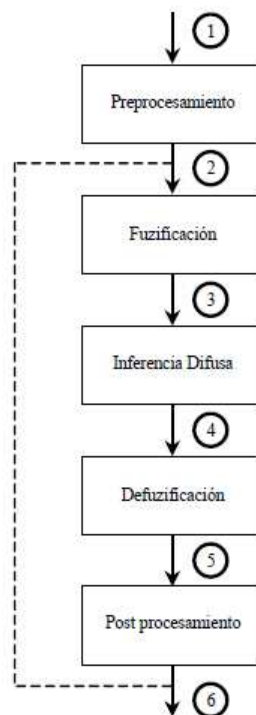 1
Preprocesamiento
2
Fuzificación
3
Inferencia Difusa
4
Defuzificación
5
Post procesamiento
6